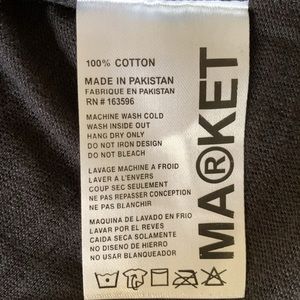 100% COTTON
MADE IN PAKISTAN
FABRIQUE EN PAKISTAN
RN # 163596
MACHINE WASH COLD
WASH INSIDE OUT
HANG DRY ONLY
DO NOT IRON DESIGN
DO NOT BLEACH
LAVAGE MACHINE A FROID
LAVER A L'ENVERS
COUP SEC SEULEMENT
NE PAS REPASSER CONCEPTION
NE PAS BLANCHIR
MAQUINA DE LAVADO EN FRIO
LAVAR POR EL REVES
CAIDA SECA SOLAMENTE
NO DISENO DE HIERRO
NO USAR BLANQUEADOR
MA®KET